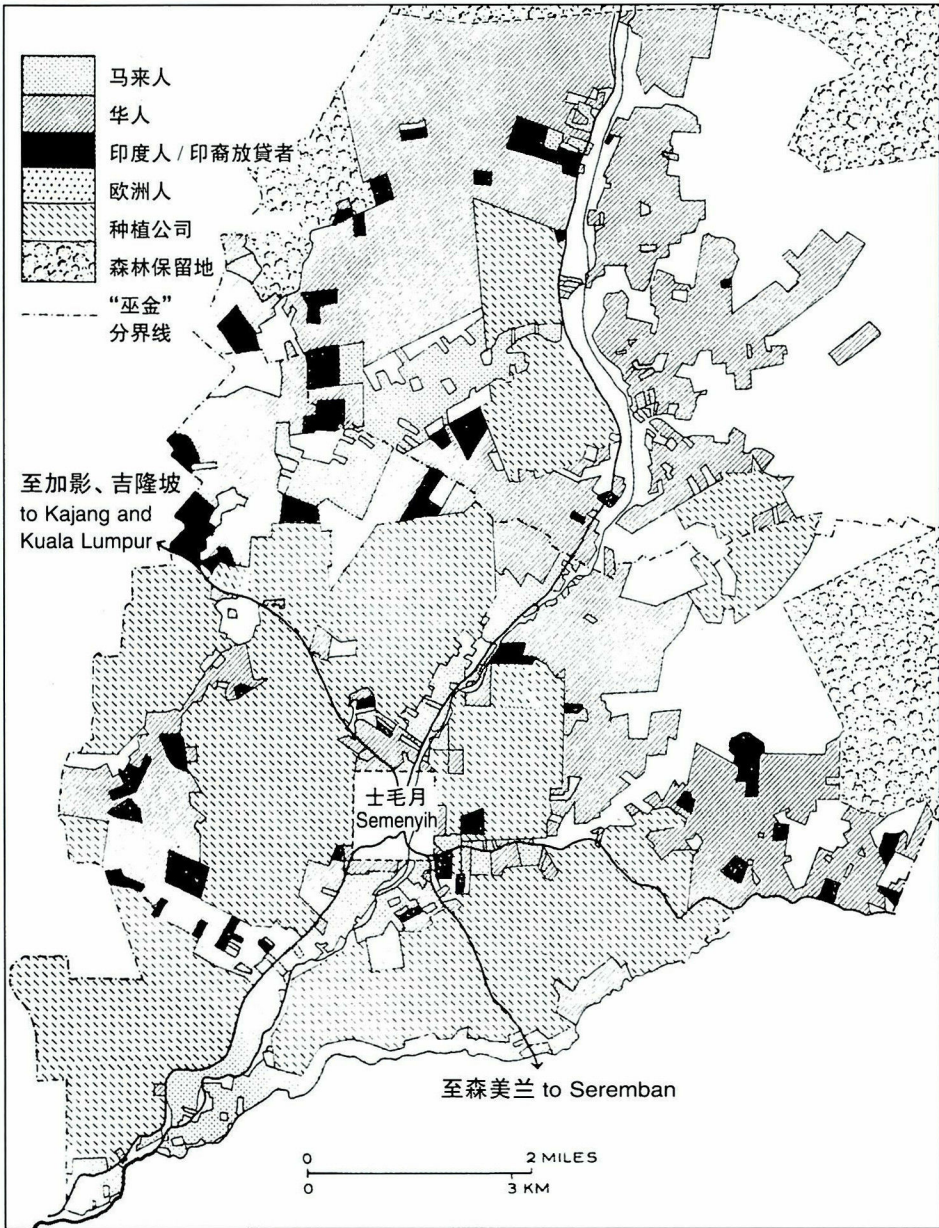 马来人
华人
印度人 / 印裔放貸者
欧洲人
种植公司
森林保留地
“巫金”
分界线
至加影、吉隆坡
to Kajang and
Kuala Lumpur
士毛月
Semenyih
至森美兰 to Seremban
0 2 MILES
0 3 KM